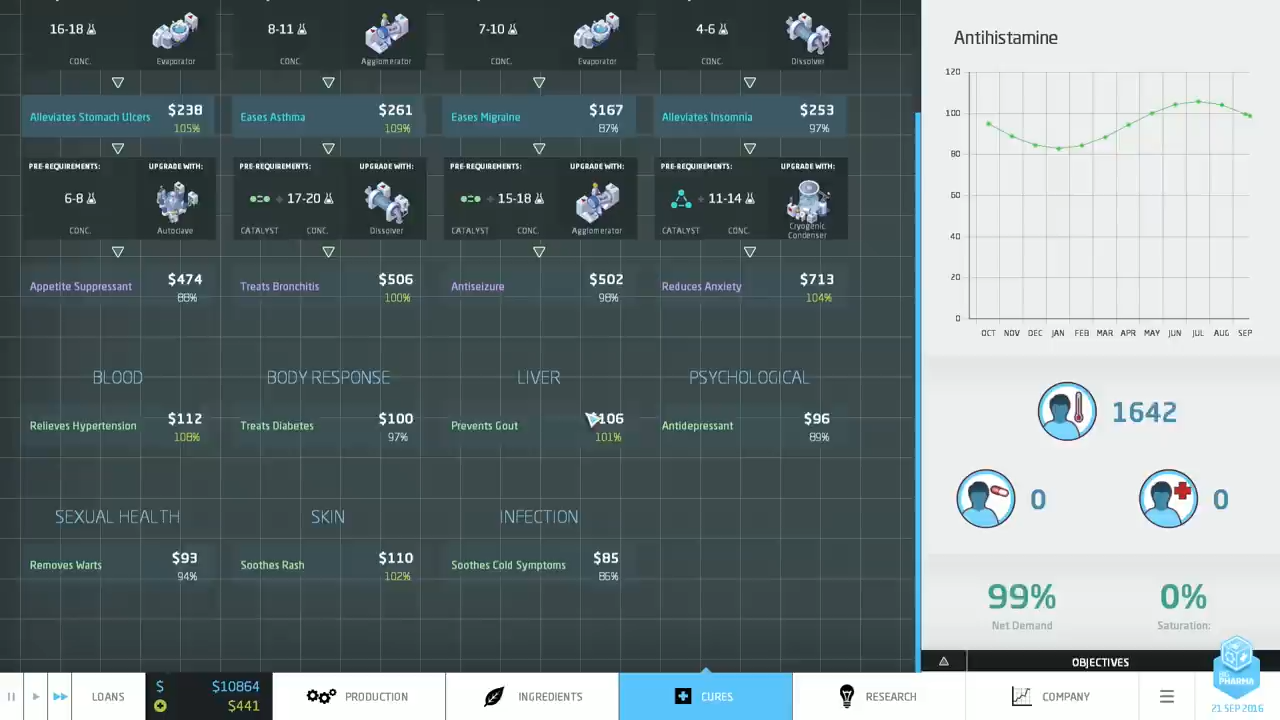 16-18
CONC.
Evaporator
8-11
CONC.
Agglomerator
7-10
CONC.
Evaporator
4-6
CONC.
Dissolver
Alleviates Stomach Ulcers
$238
105%
Eases Asthma
$261
109%
Eases Migraine
$167
87%
Alleviates Insomnia
$253
97%
PRE-REQUIREMENTS:
UPGRADE WITH:
6-8
CONC.
Autoclave
PRE-REQUIREMENTS:
UPGRADE WITH:
+ 17-20
CATALYST CONC.
Dissolver
PRE-REQUIREMENTS:
UPGRADE WITH:
+ 15-18
CATALYST CONC.
Agglomerator
PRE-REQUIREMENTS:
UPGRADE WITH:
+ 11-14
CATALYST CONC.
Cryogenic
Condenser
Appetite Suppressant
$474
88%
Treats Bronchitis
$506
100%
Antiseizure
$502
98%
Reduces Anxiety
$713
104%
BLOOD
Relieves Hypertension
$112
108%
BODY RESPONSE
Treats Diabetes
$100
97%
LIVER
Prevents Gout
106
101%
PSYCHOLOGICAL
Antidepressant
$96
89%
SEXUAL HEALTH
Removes Warts
$93
94%
SKIN
Soothes Rash
$110
102%
INFECTION
Soothes Cold Symptoms
$85
86%
Antihistamine
120
100
80
60
40
20
0
OCT NOV DEC JAN FEB MAR APR MAY JUN JUL AUG SEP
1642
0
0
99%
Net Demand
0%
Saturation:
OBJECTIVES
LOANS
$ $10864
$441
PRODUCTION
INGREDIENTS
CURES
RESEARCH
COMPANY
BIG
PHARMA
21 SEP 2016